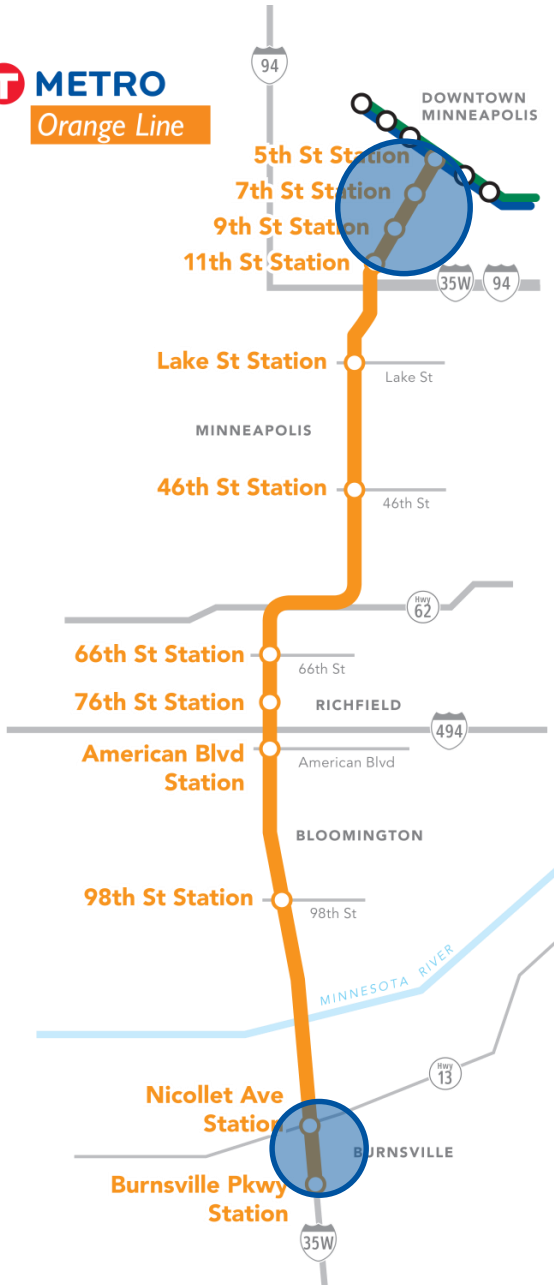 94
T METRO
Orange Line
DOWNTOWN
MINNEAPOLIS
5th St Station
7th St Station
9th St Station
11th St Station
35W
94
Lake St Station
Lake St
MINNEAPOLIS
46th St Station
46th St
Hwy
62
66th St Station
66th St
76th St Station
RICHFIELD
494
American Blvd
Station
American Blvd
BLOOMINGTON
98th St Station
98th St
MINNESOTA RIVER
Hwy
13
Nicollet Ave
Station
BURNSVILLE
Burnsville Pkwy
Station
35W